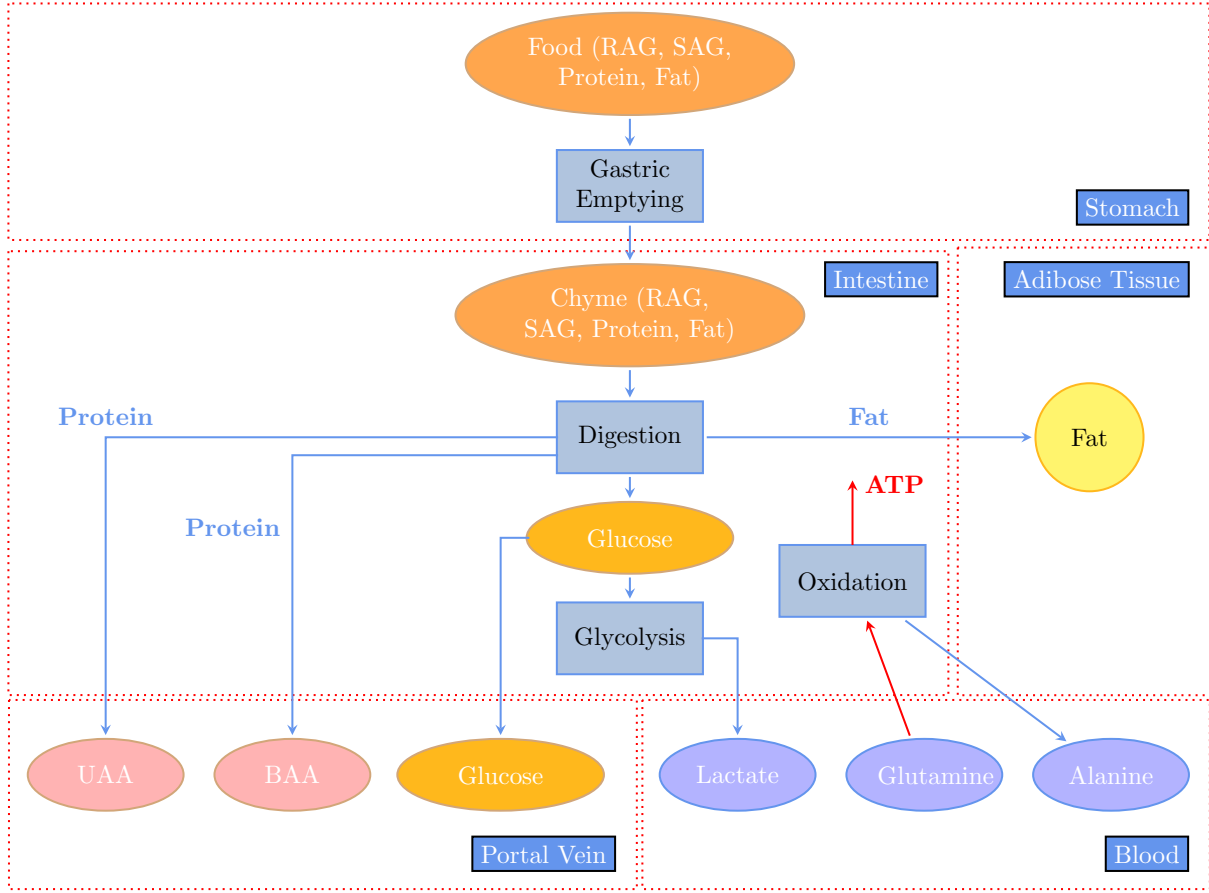 Food (RAG, SAG,
Protein, Fat)
Gastric
Emptying
Stomach
Intestine
Adibose Tissue
Chyme (RAG,
SAG, Protein, Fat)
Protein
Fat
Digestion
Fat
ATP
Protein
Glucose
Oxidation
Glycolysis
UAA
BAA
Glucose
Lactate
Glutamine
Alanine
Portal Vein
Blood